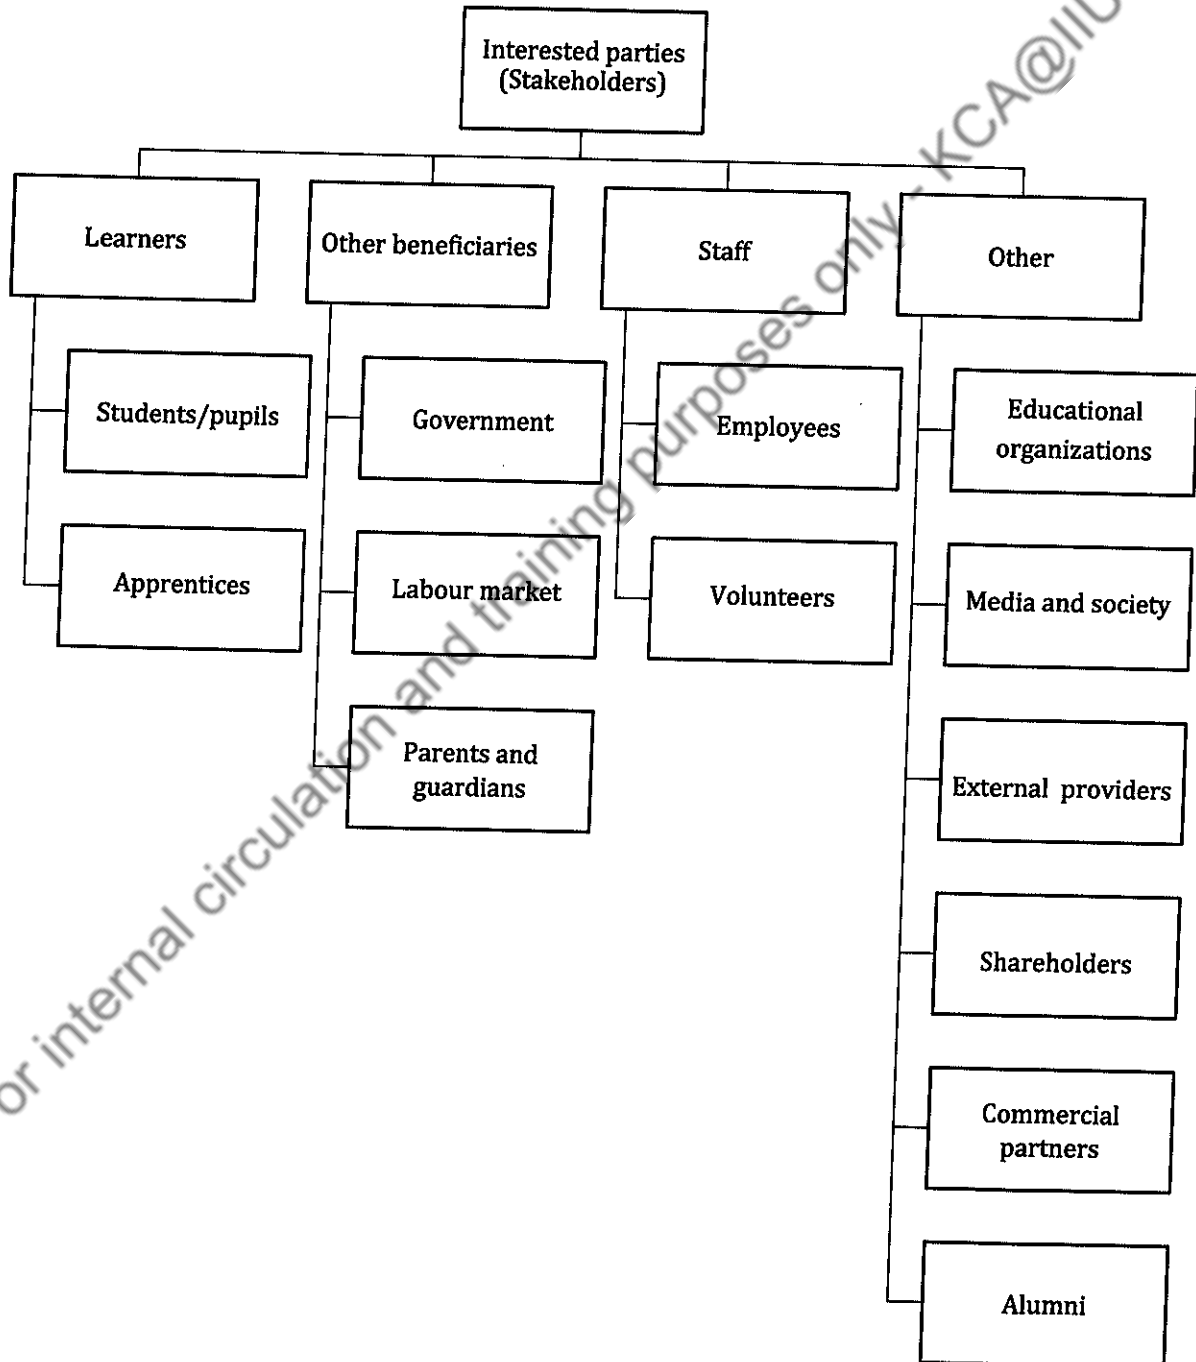 Interested parties
(Stakeholders)
Learners
Other beneficiaries
Staff
Other
Students/pupils
Government
Employees
Educational
organizations
Apprentices
Labour market
Volunteers
Media and society
Parents and
guardians
External providers
Shareholders
Commercial
partners
Alumni
or internal circulation and training purposes only - KCA@IIU